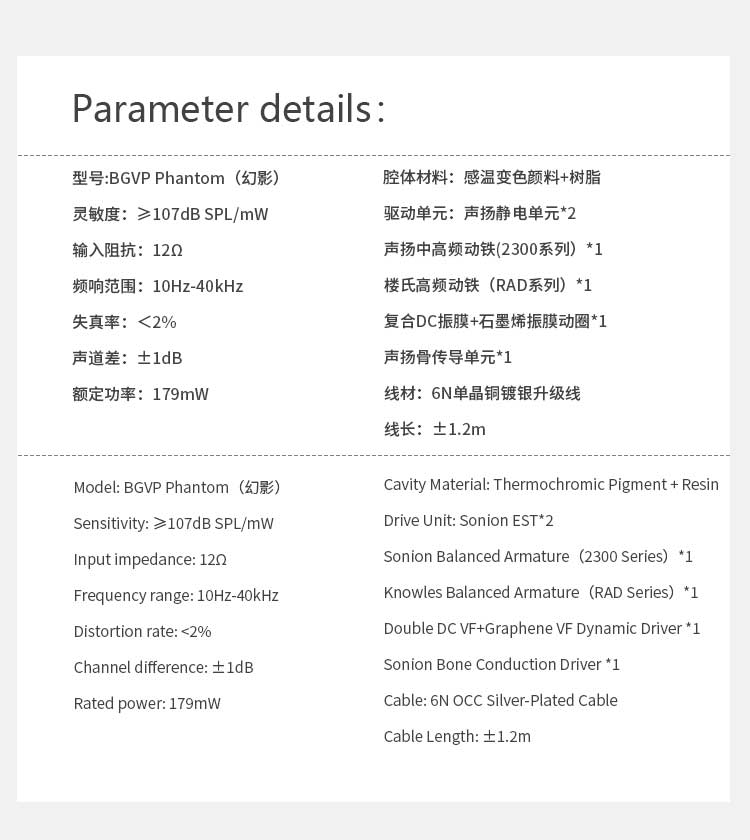 Parameter details：
型号:BGVP Phantom（幻影）
灵敏度：≥107dB SPL/mW
输入阻抗：12Ω
频响范围：10Hz-40kHz
失真率：＜2%
声道差：±1dB
额定功率：179mW
腔体材料：感温变色颜料+树脂
驱动单元：声扬静电单元*2
声扬中高频动铁(2300系列）*1
楼氏高频动铁（RAD系列）*1
复合DC振膜+石墨烯振膜动圈*1
声扬骨传导单元*1
线材：6N单晶铜镀银升级线
线长：±1.2m
Model: BGVP Phantom（幻影）
Sensitivity: ≥107dB SPL/mW
Input impedance: 12Ω
Frequency range: 10Hz-40kHz
Distortion rate: <2%
Channel difference: ±1dB
Rated power: 179mW
Cavity Material: Thermochromic Pigment + Resin
Drive Unit: Sonion EST*2
Sonion Balanced Armature（2300 Series）*1
Knowles Balanced Armature（RAD Series）*1
Double DC VF+Graphene VF Dynamic Driver *1
Sonion Bone Conduction Driver *1
Cable: 6N OCC Silver-Plated Cable
Cable Length: ±1.2m